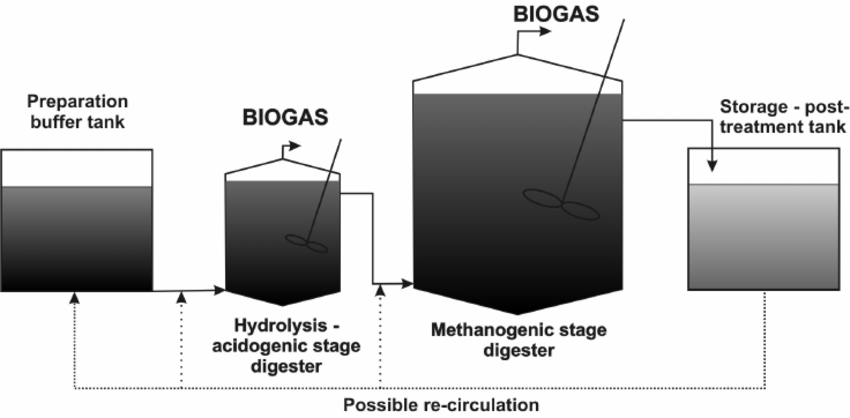 BIOGAS
Preparation
buffer tank
BIOGAS
Storage - post-
treatment tank
Hydrolysis -
acidogenic stage
digester
Methanogenic stage
digester
Possible re-circulation